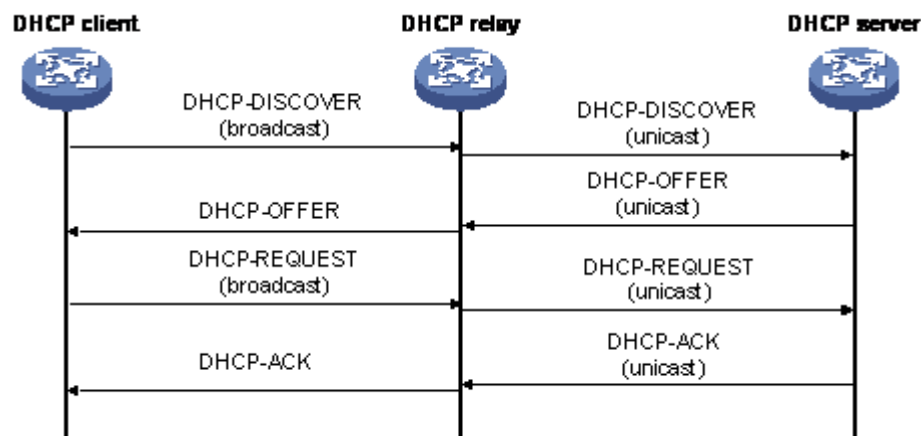 DHCP client DHCP relay DHCP server
DHCP-DISCOVER
(broadcast)
DHCP-DISCOVER
(unicast)
DHCP-OFFER
(unicast)
DHCP-OFFER
DHCP-REQUEST
(broadcast)
DHCP-REQUEST
(unicast)
DHCP-ACK
(unicast)
DHCP-ACK